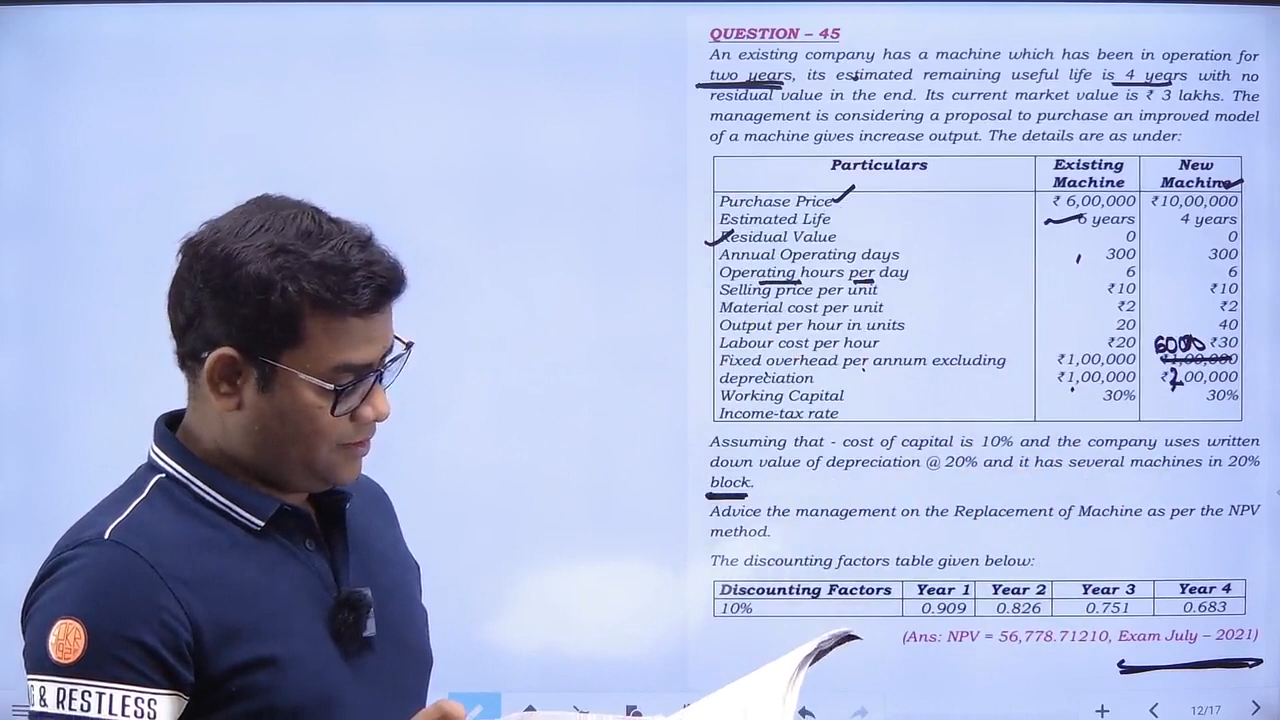 QUESTION – 45
An existing company has a machine which has been in operation for
two years, its estimated remaining useful life is 4 years with no
residual value in the end. Its current market value is ₹ 3 lakhs. The
management is considering a proposal to purchase an improved model
of a machine gives increase output. The details are as under:
Particulars Existing Machine New Machine
Purchase Price ₹ 6,00,000 ₹10,00,000
Estimated Life 6 years 4 years
Residual Value 0 0
Annual Operating days 300 300
Operating hours per day 6 6
Selling price per unit ₹10 ₹10
Material cost per unit ₹2 ₹2
Output per hour in units 20 40
Labour cost per hour ₹20 ₹30
Fixed overhead per annum excluding ₹1,00,000 ₹1,00,000
depreciation ₹1,00,000 ₹2,00,000
Working Capital 30% 30%
Income-tax rate
Assuming that - cost of capital is 10% and the company uses written
down value of depreciation @ 20% and it has several machines in 20%
block.
Advice the management on the Replacement of Machine as per the NPV
method.
The discounting factors table given below:
Discounting Factors Year 1 Year 2 Year 3 Year 4
10% 0.909 0.826 0.751 0.683
(Ans: NPV = 56,778.71210, Exam July – 2021)
& RESTLESS
12/17